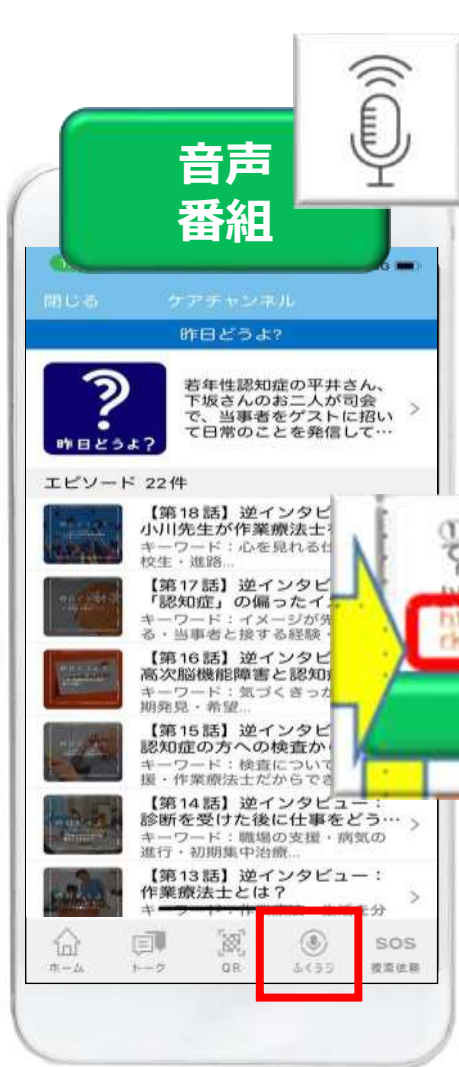 音声
番組
閉じる
ケアチャンネル
昨日どうよ?
?
昨日どうよ?
若年性認知症の平井さん、
下坂さんのお二人が司会
で、当事者をゲストに招い
て日常のことを発信して…
エピソード 22件
【第18話】逆インタビ
小川先生が作業療法士
キーワード：心を見れる仕
校生・進路...
【第17話】逆インタビ
「認知症」の偏ったイ
キーワード：イメージが先
る・当事者と接する経験・
【第16話】逆インタビ
高次脳機能障害と認知
キーワード：気づくきっか
期発見・希望...
【第15話】逆インタビ
認知症の方への検査か
キーワード：検査について
援・作業療法士だからでき
【第14話】逆インタビュー：
診断を受けた後に仕事をどう…
キーワード：職場の支援・病気の
進行・初期集中治療...
【第13話】逆インタビュー：
作業療法士とは？
ホーム
トーク
QR
ふくろう
SOS
捜索依頼